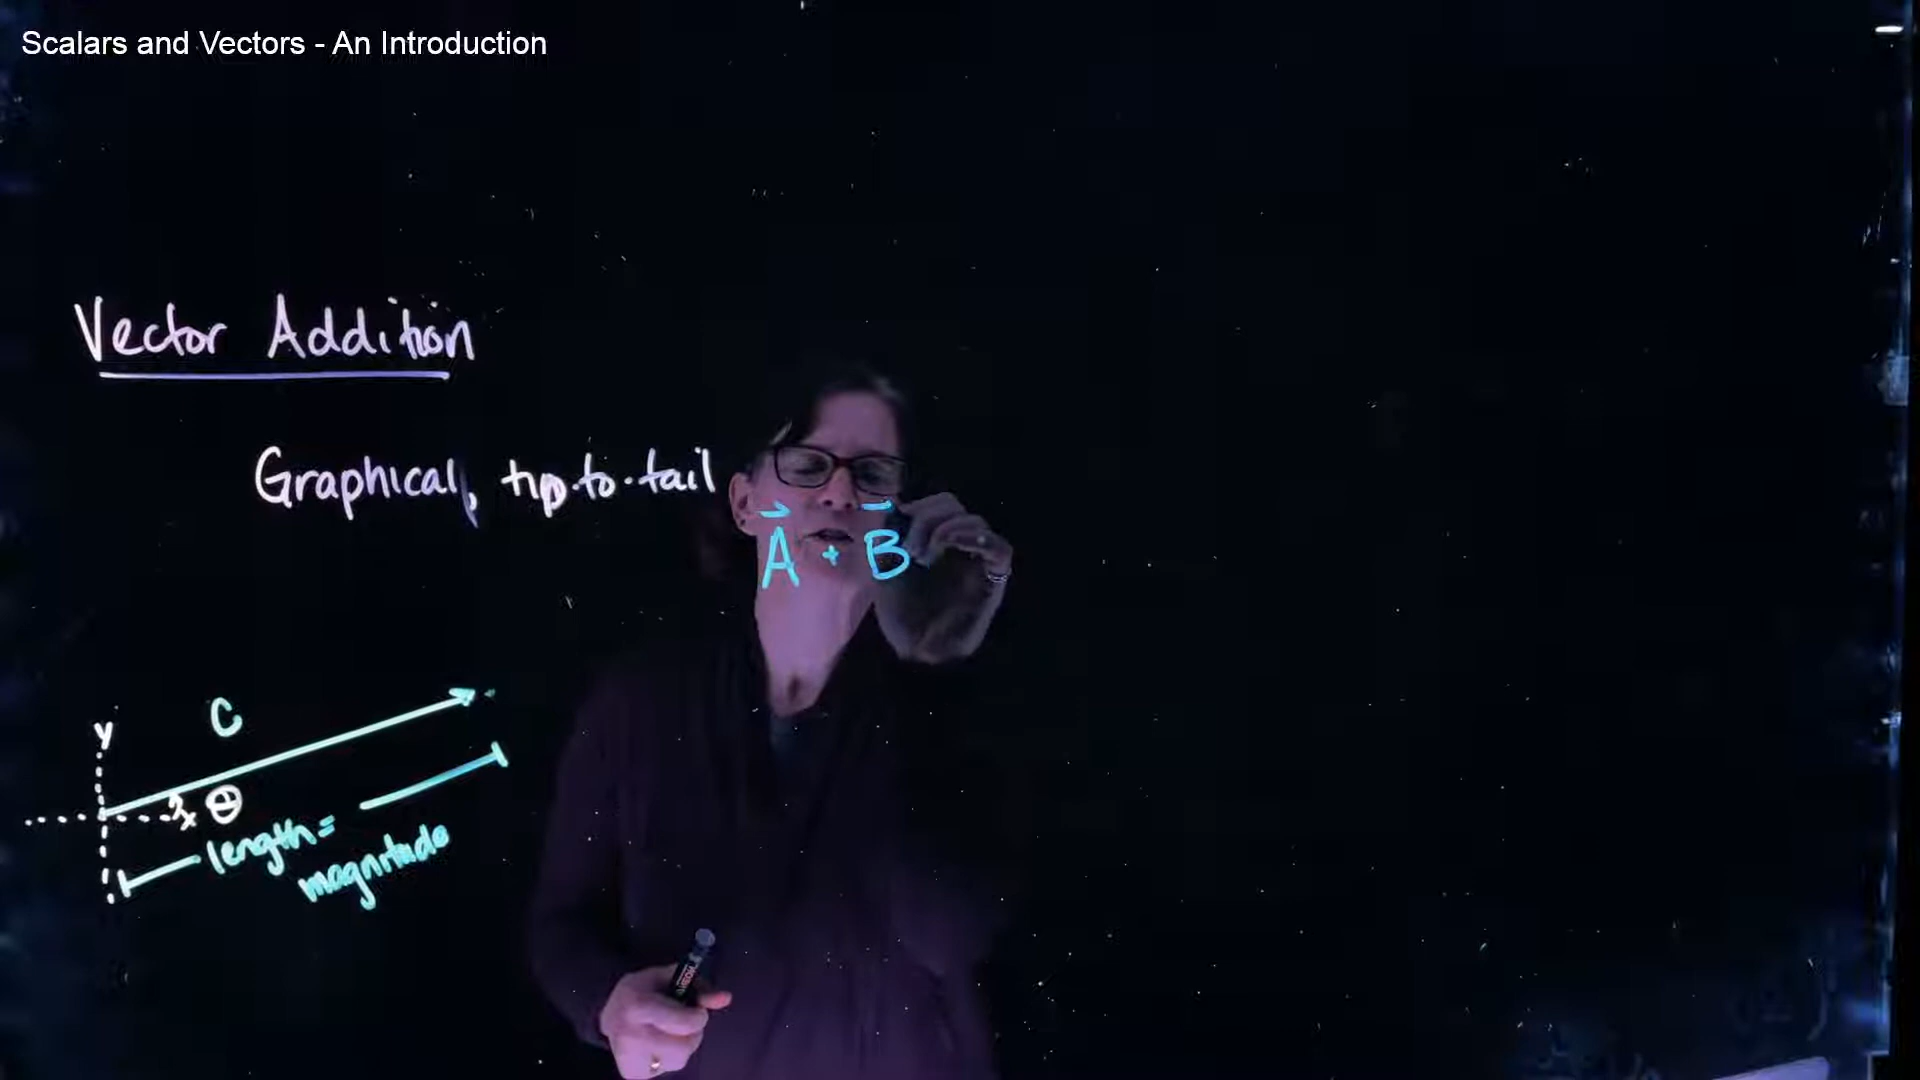 Scalars and Vectors - An Introduction
Vector Addition
Graphical, tip-to-tail
A + B
C
y
x θ
length =
magnitude